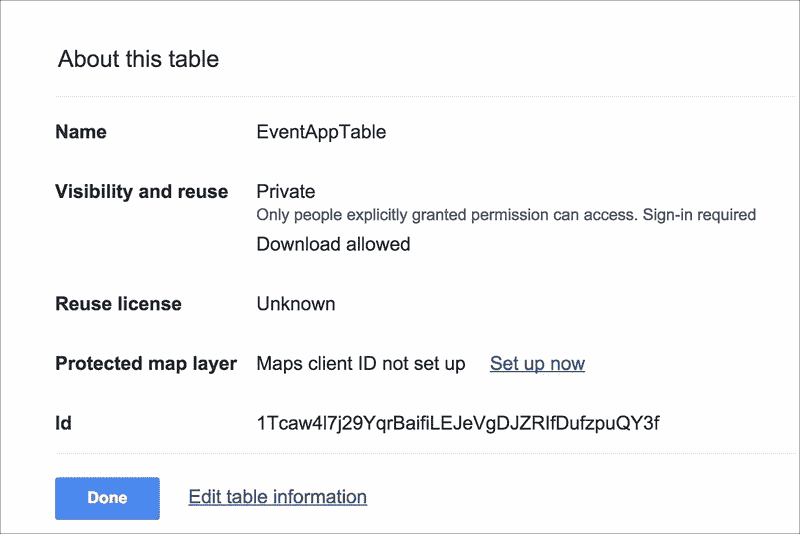 About this table
Name EventAppTable
Visibility and reuse Private
Only people explicitly granted permission can access. Sign-in required
Download allowed
Reuse license Unknown
Protected map layer Maps client ID not set up Set up now
Id 1Tcaw4l7j29YqrBaifiLEJeVgDJZRIfDufzpuQY3f
Done Edit table information